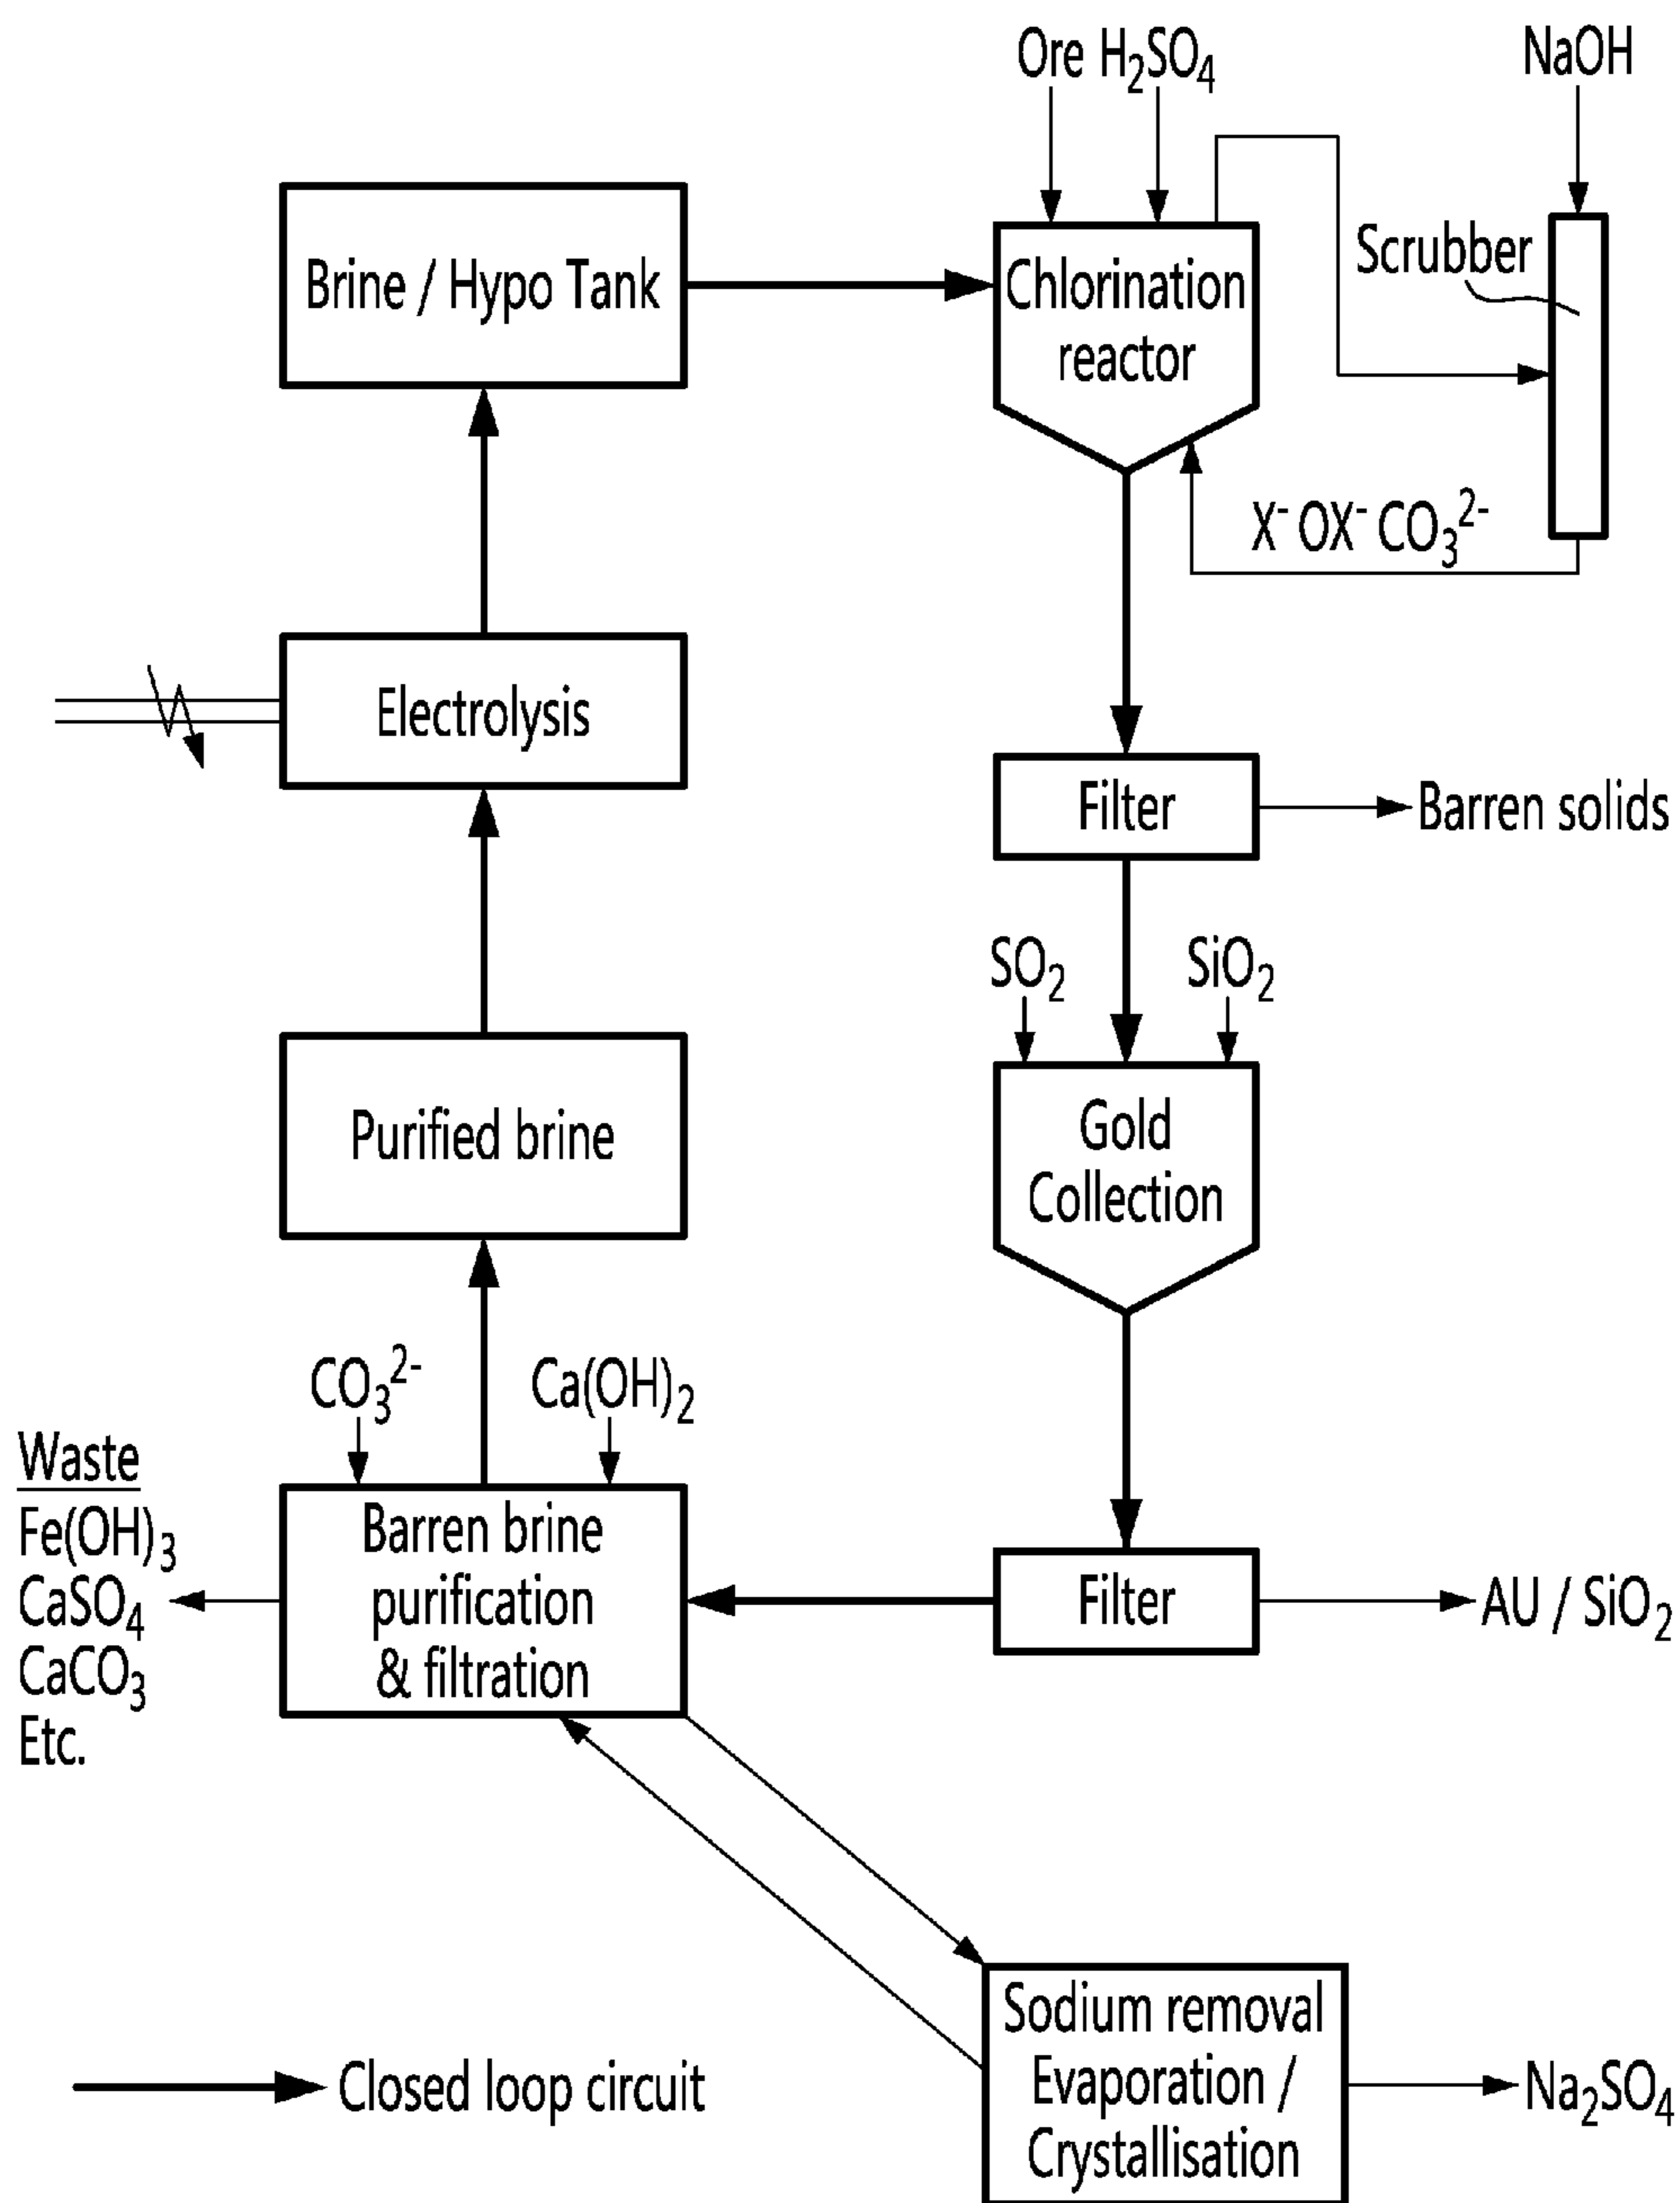 Ore H₂SO₄
NaOH
Brine / Hypo Tank
Chlorination
reactor
Scrubber
X⁻ OX⁻ CO₃²⁻
Electrolysis
Filter
Barren solids
SO₂
SiO₂
Purified brine
Gold
Collection
CO₃²⁻
Ca(OH)₂
Waste
Fe(OH)₃
CaSO₄
CaCO₃
Etc.
Barren brine
purification
& filtration
Filter
AU / SiO₂
Sodium removal
Evaporation /
Crystallisation
Na₂SO₄
Closed loop circuit